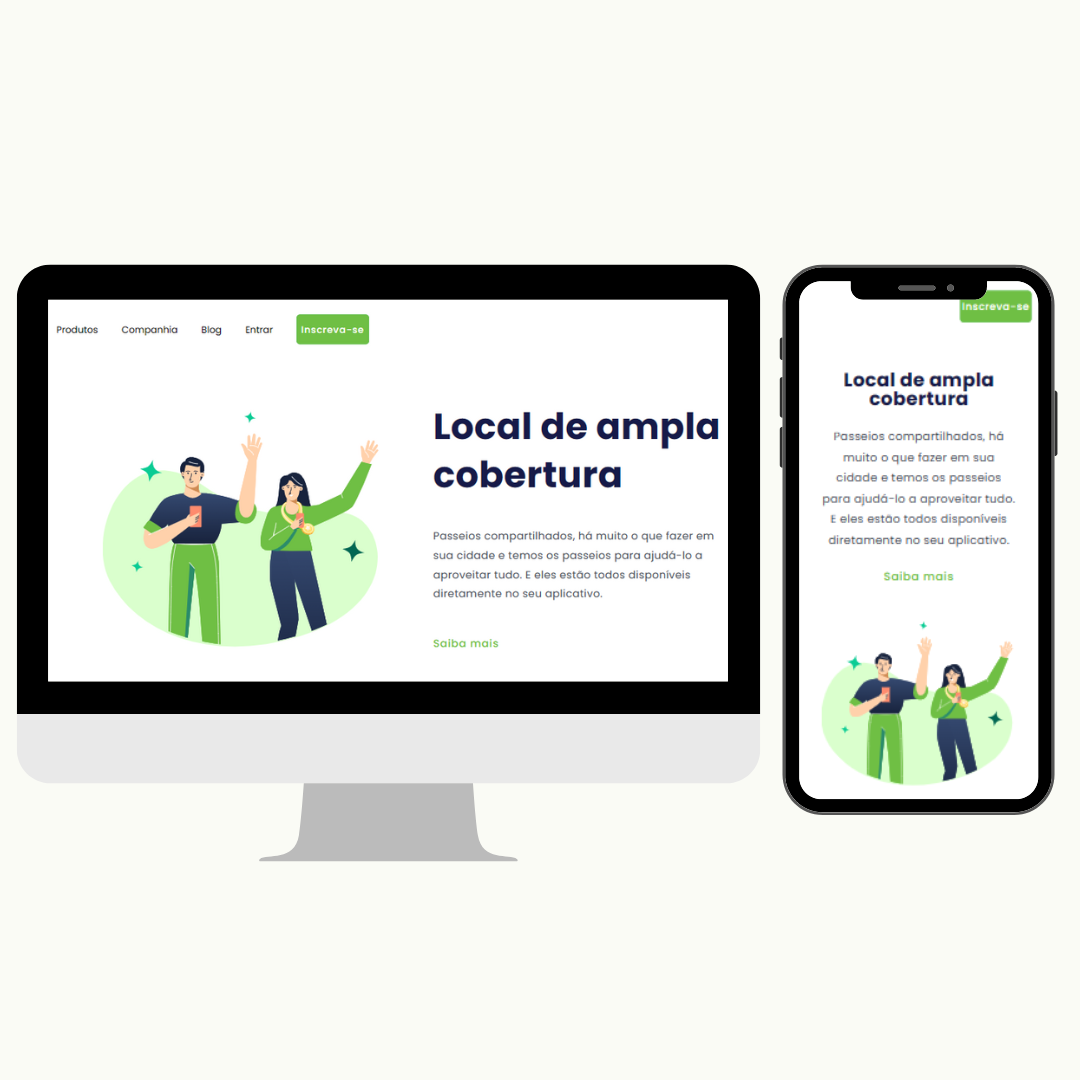 Produtos Companhia Blog Entrar Inscreva-se
Local de ampla
cobertura
Passeios compartilhados, há muito o que fazer em
sua cidade e temos os passeios para ajudá-lo a
aproveitar tudo. E eles estão todos disponíveis
diretamente no seu aplicativo.
Saiba mais
Inscreva-se
Local de ampla
cobertura
Passeios compartilhados, há
muito o que fazer em sua
cidade e temos os passeios
para ajudá-lo a aproveitar tudo.
E eles estão todos disponíveis
diretamente no seu aplicativo.
Saiba mais